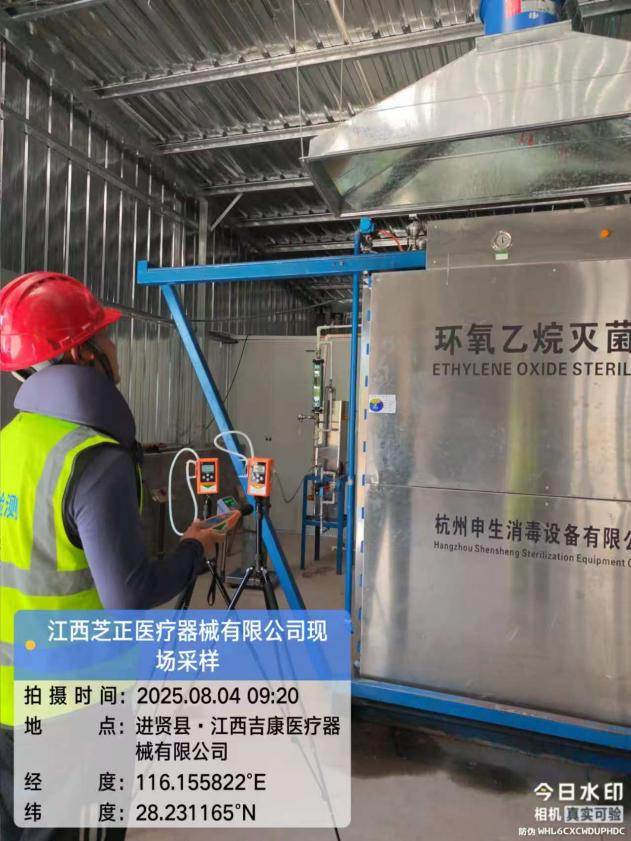 环氧乙烷灭菌
ETHYLENE OXIDE STERIL
杭州申生消毒设备有限公
Hangzhou Shensheng Sterilization Equipment C
测
江西芝正医疗器械有限公司现
场采样
拍摄时间：2025.08.04 09:20
地点：进贤县·江西吉康医疗器
械有限公司
经度：116.155822°E
纬度：28.231165°N
今日水印
相机 真实可验
防伪 WHL6CXCWDUPHDC